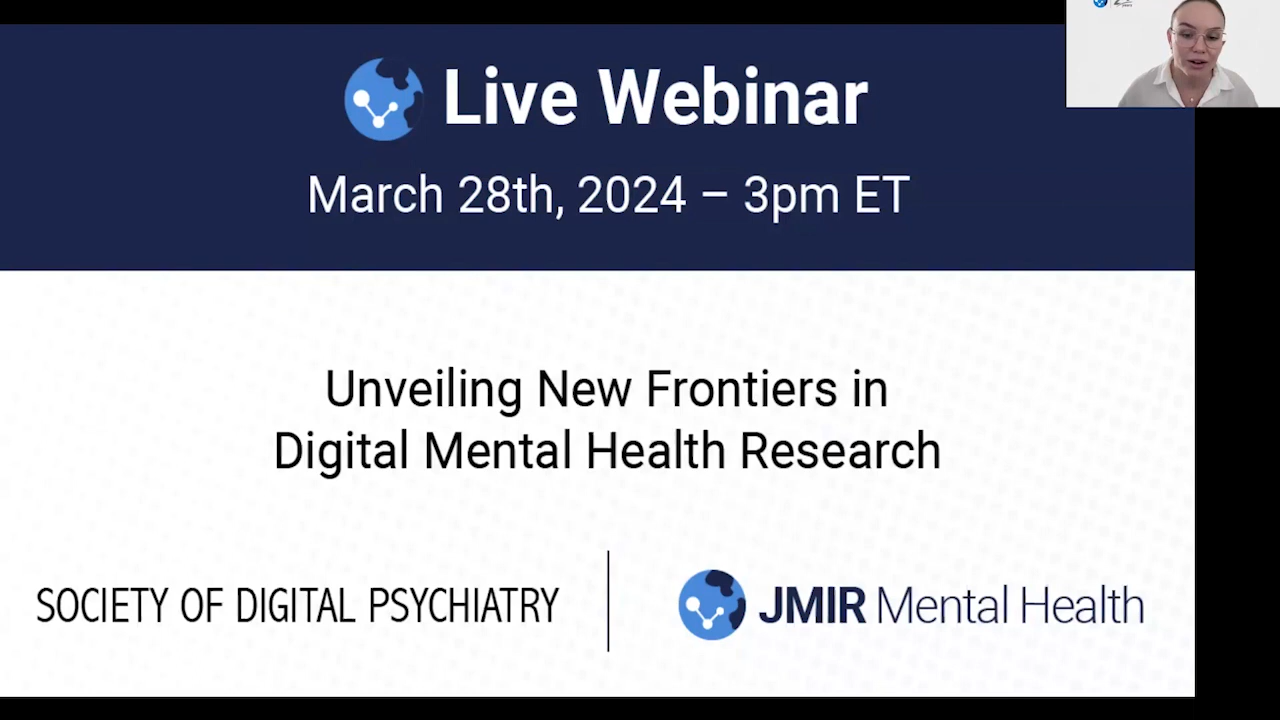 Live Webinar
March 28th, 2024 – 3pm ET
Unveiling New Frontiers in
Digital Mental Health Research
SOCIETY OF DIGITAL PSYCHIATRY
JMIR Mental Health